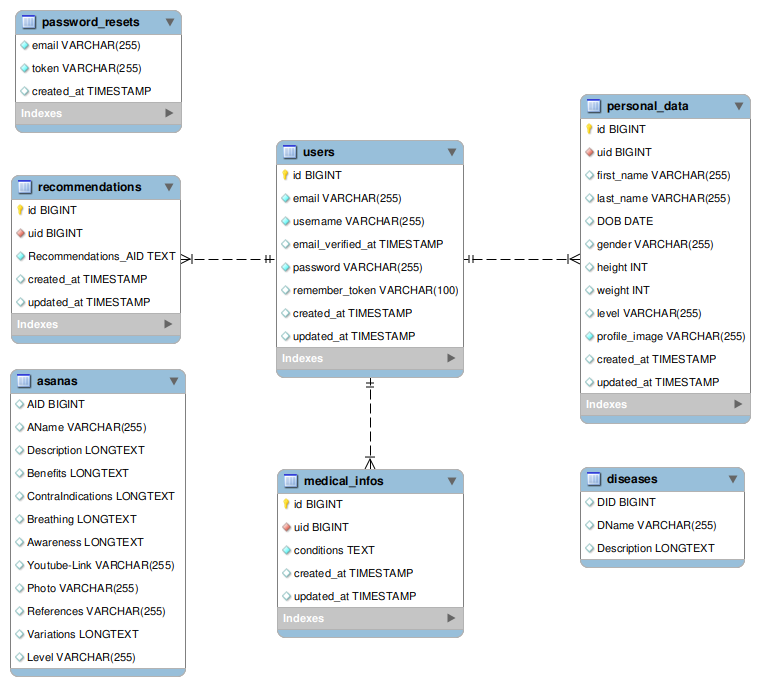 password_resets
email VARCHAR(255)
token VARCHAR(255)
created_at TIMESTAMP
Indexes
recommendations
id BIGINT
uid BIGINT
Recommendations_AID TEXT
created_at TIMESTAMP
updated_at TIMESTAMP
Indexes
asanas
AID BIGINT
AName VARCHAR(255)
Description LONGTEXT
Benefits LONGTEXT
ContraIndications LONGTEXT
Breathing LONGTEXT
Awareness LONGTEXT
Youtube-Link VARCHAR(255)
Photo VARCHAR(255)
References VARCHAR(255)
Variations LONGTEXT
Level VARCHAR(255)
users
id BIGINT
email VARCHAR(255)
username VARCHAR(255)
email_verified_at TIMESTAMP
password VARCHAR(255)
remember_token VARCHAR(100)
created_at TIMESTAMP
updated_at TIMESTAMP
Indexes
medical_infos
id BIGINT
uid BIGINT
conditions TEXT
created_at TIMESTAMP
updated_at TIMESTAMP
Indexes
personal_data
id BIGINT
uid BIGINT
first_name VARCHAR(255)
last_name VARCHAR(255)
DOB DATE
gender VARCHAR(255)
height INT
weight INT
level VARCHAR(255)
profile_image VARCHAR(255)
created_at TIMESTAMP
updated_at TIMESTAMP
Indexes
diseases
DID BIGINT
DName VARCHAR(255)
Description LONGTEXT